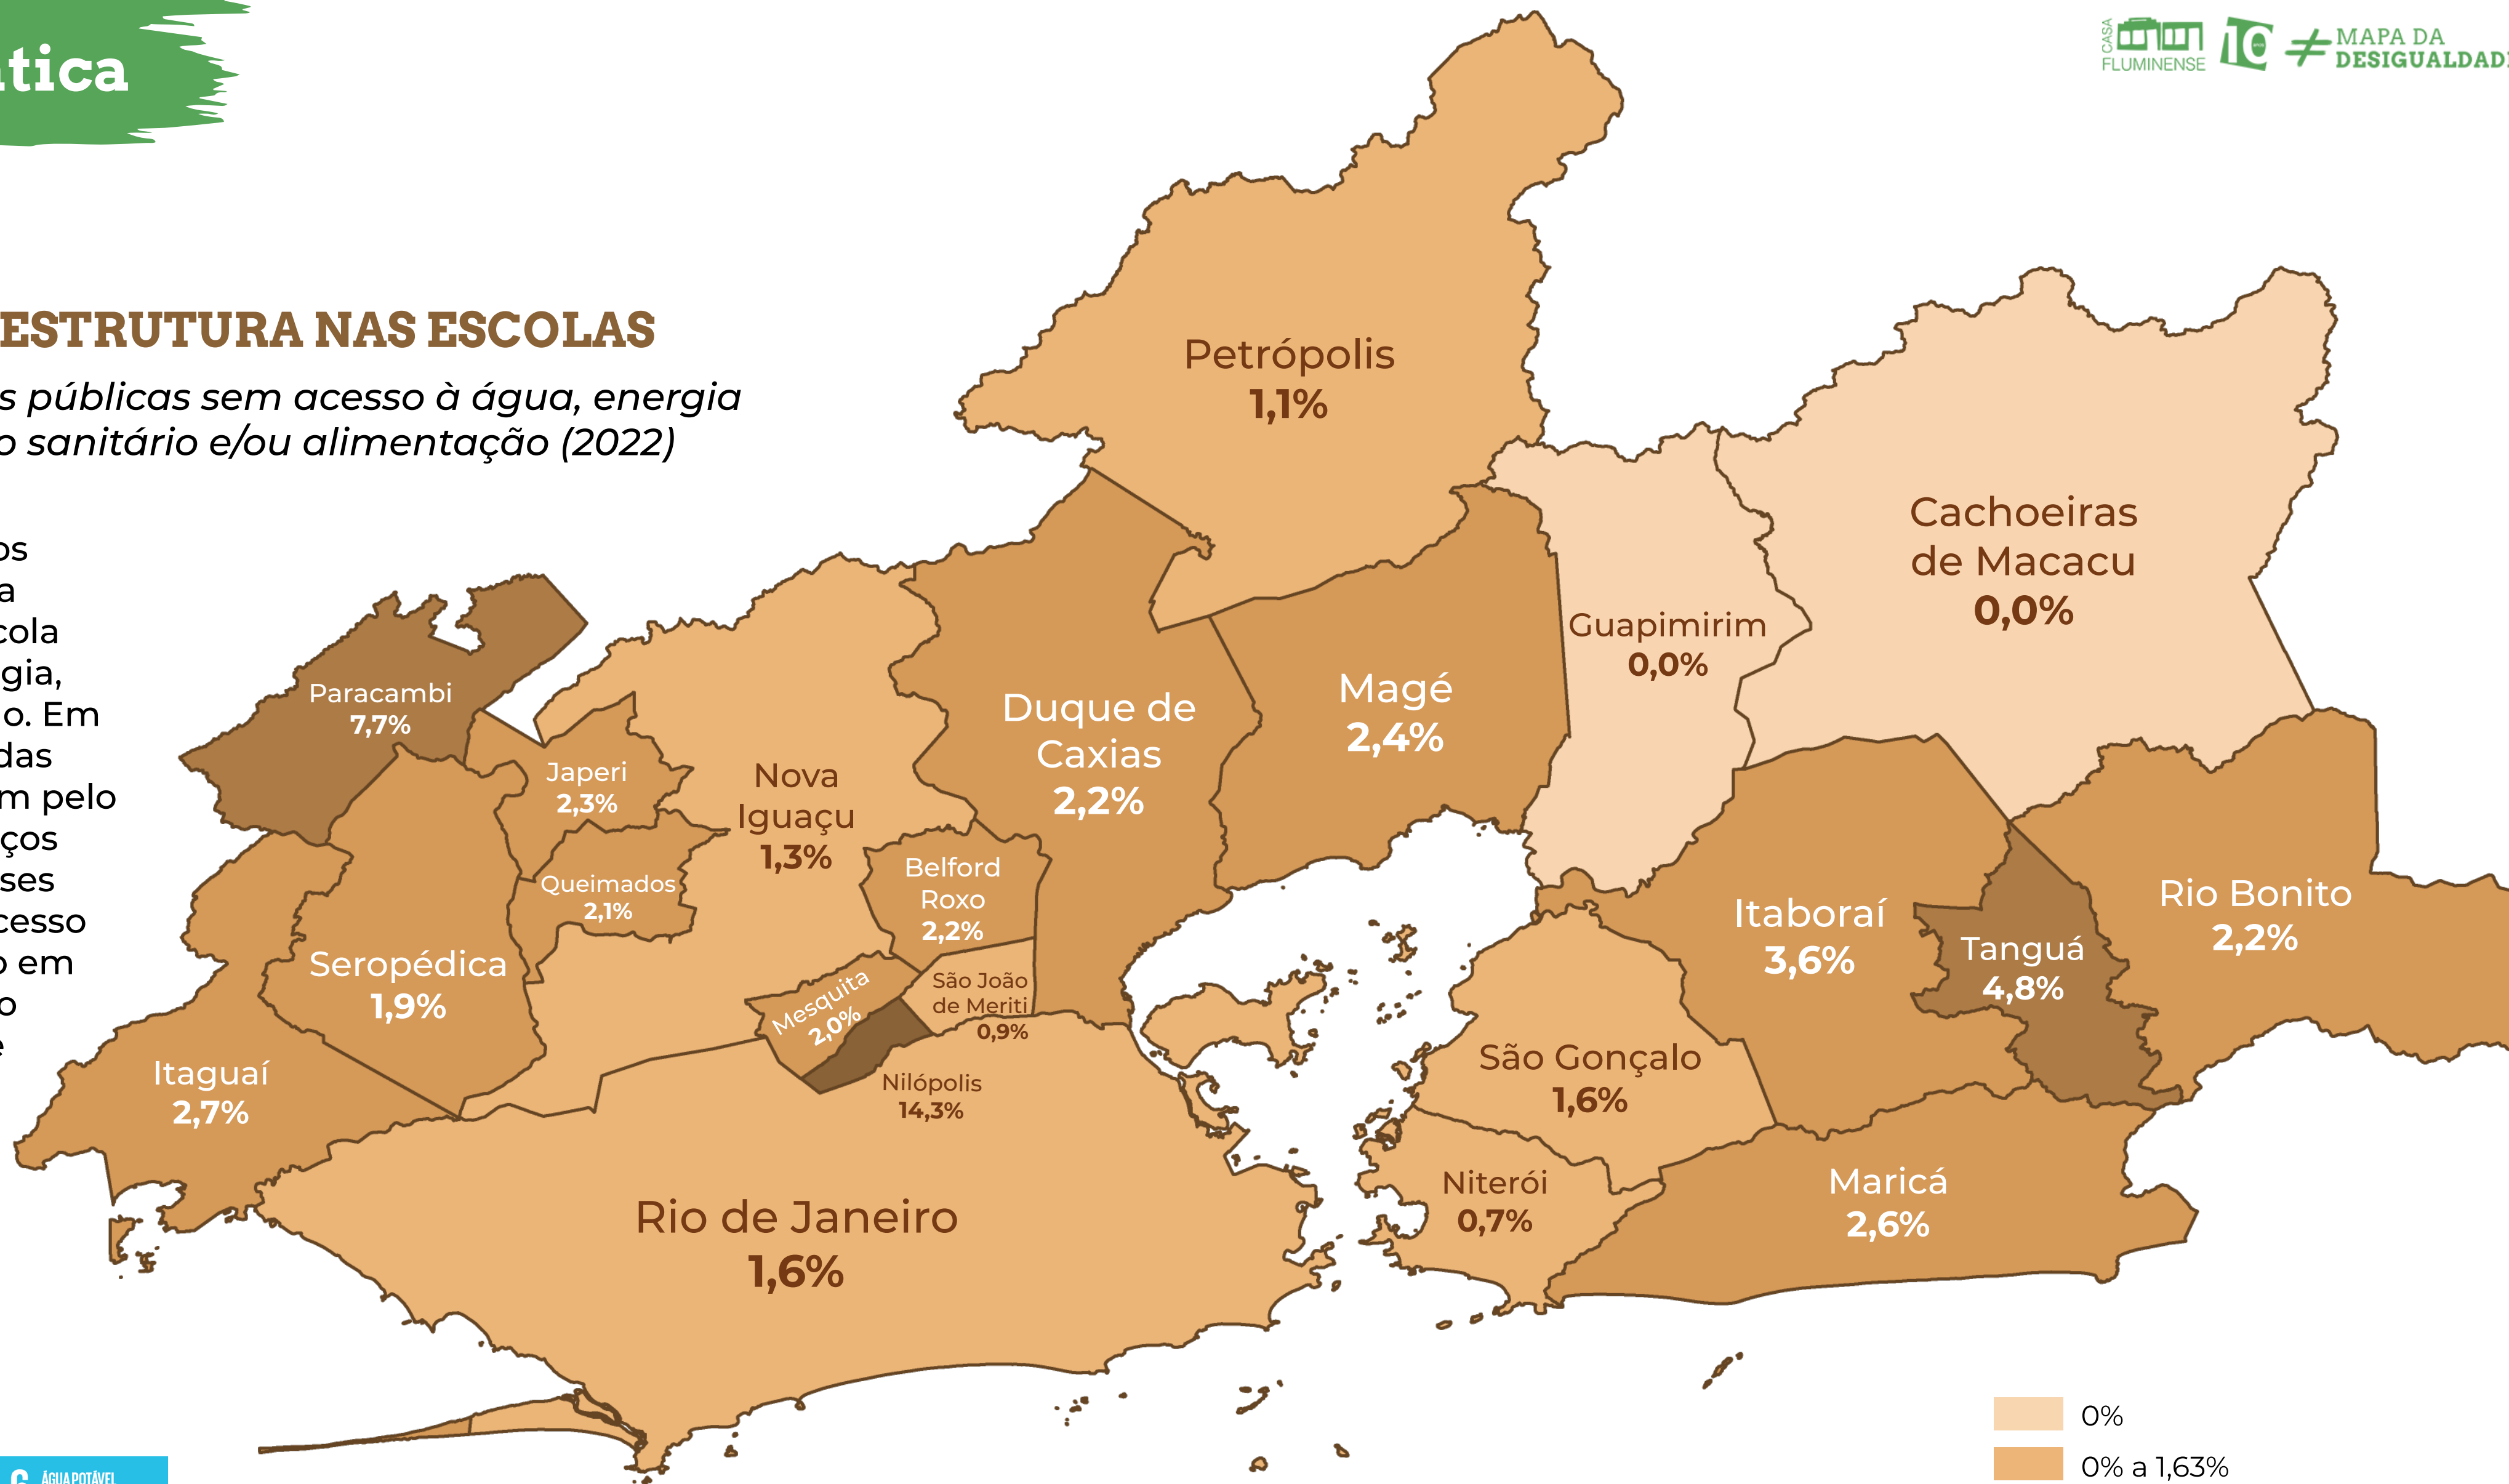 ática
CASA
FLUMINENSE
10
≠ MAPA DA
DESIGUALDADE
ESTRUTURA NAS ESCOLAS
s públicas sem acesso à água, energia
o sanitário e/ou alimentação (2022)
os
a
cola
gia,
o. Em
das
m pelo
ços
ses
cesso
o em
o
e
Petrópolis
1,1%
Cachoeiras
de Macacu
0,0%
Guapimirim
0,0%
Magé
2,4%
Duque de
Caxias
2,2%
Paracambi
7,7%
Japeri
2,3%
Nova
Iguaçu
1,3%
Queimados
2,1%
Belford
Roxo
2,2%
Seropédica
1,9%
Mesquita
2,0%
São João
de Meriti
0,9%
Nilópolis
14,3%
Itaguaí
2,7%
Rio de Janeiro
1,6%
Itaboraí
3,6%
Tanguá
4,8%
Rio Bonito
2,2%
São Gonçalo
1,6%
Niterói
0,7%
Maricá
2,6%
0%
0% a 1,63%
6 ÁGUA POTÁVEL